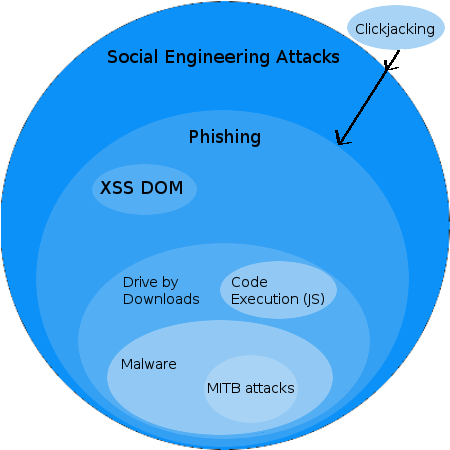 Clickjacking
Social Engineering Attacks
Phishing
XSS DOM
Drive by
Downloads
Code
Execution (JS)
Malware
MITB attacks